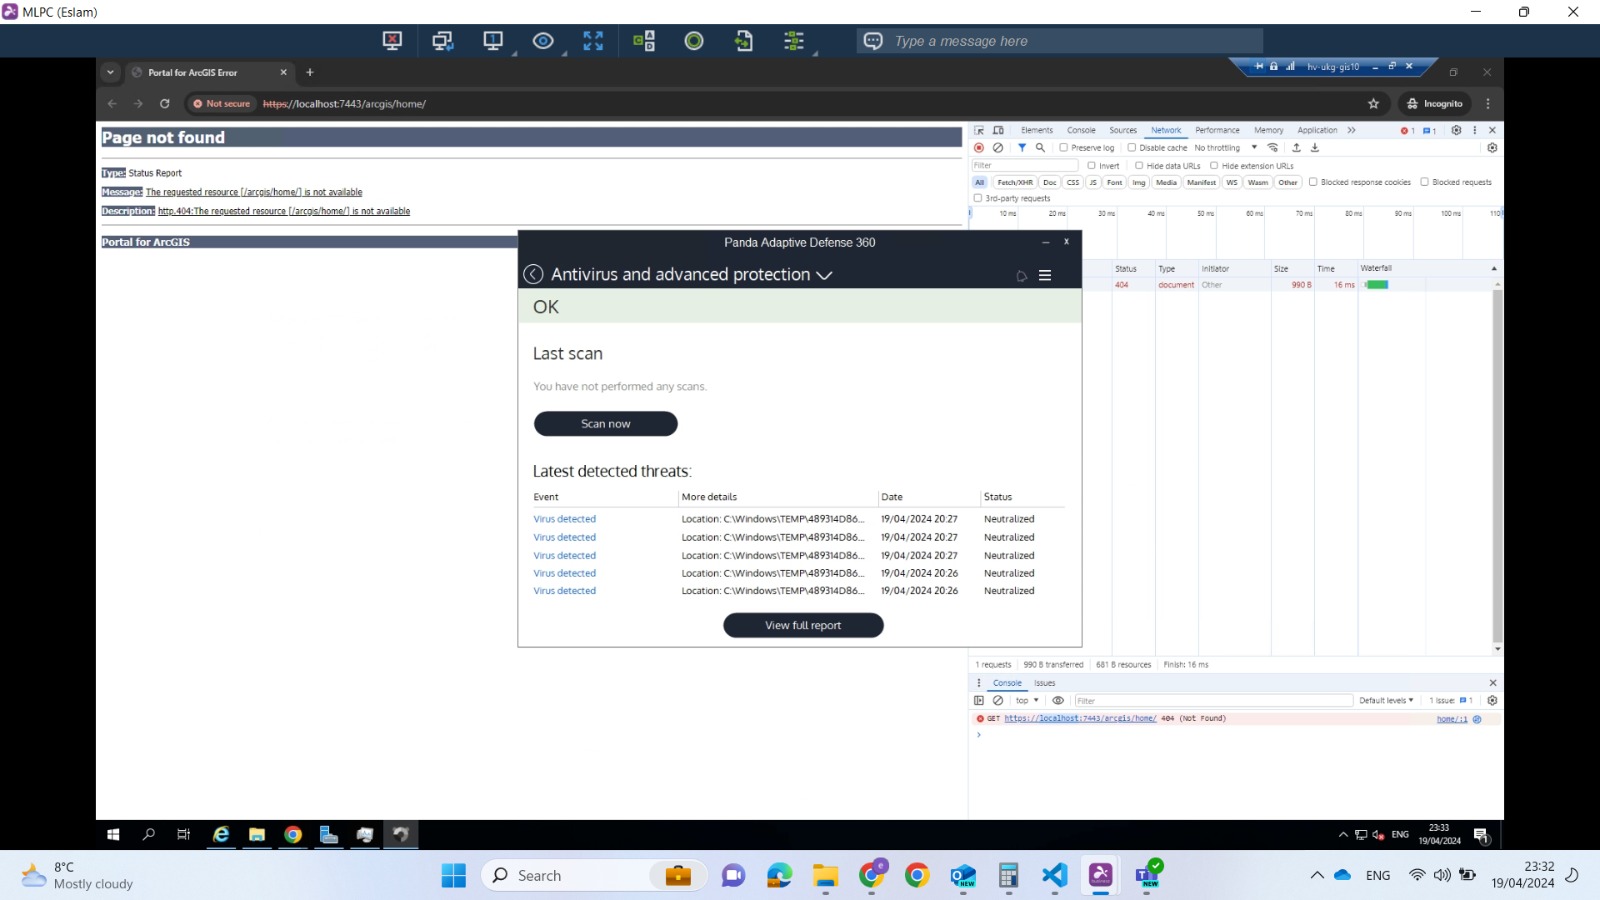 MLPC (Eslam)
Type a message here
Portal for ArcGIS Error
hv-ukg-gis10
Not secure
https://localhost:7443/arcgis/home/
Incognito
Page not found
Type: Status Report
Message: The requested resource [/arcgis/home/] is not available
Description: http.404:The requested resource [/arcgis/home/] is not available
Portal for ArcGIS
Elements Console Sources Network Performance Memory Application 1 1
Preserve log Disable cache No throttling
Filter Invert Hide data URLs Hide extension URLs
All Fetch/XHR Doc CSS JS Font Img Media Manifest WS Wasm Other Blocked response cookies Blocked requests
3rd-party requests
10 ms 20 ms 30 ms 40 ms 50 ms 60 ms 70 ms 80 ms 90 ms 100 ms 110
Status Type Initiator Size Time Waterfall
404 document Other 990 B 16 ms
Panda Adaptive Defense 360
Antivirus and advanced protection
OK
Last scan
You have not performed any scans.
Scan now
Latest detected threats:
Event More details Date Status
Virus detected Location: C:\Windows\TEMP\489314D86... 19/04/2024 20:27 Neutralized
Virus detected Location: C:\Windows\TEMP\489314D86... 19/04/2024 20:27 Neutralized
Virus detected Location: C:\Windows\TEMP\489314D86... 19/04/2024 20:27 Neutralized
Virus detected Location: C:\Windows\TEMP\489314D86... 19/04/2024 20:26 Neutralized
Virus detected Location: C:\Windows\TEMP\489314D86... 19/04/2024 20:26 Neutralized
View full report
1 requests 990 B transferred 681 B resources Finish: 16 ms
Console Issues
top Filter Default levels 1 Issue: 1
GET https://localhost:7443/arcgis/home/ 404 (Not Found) home/:1
ENG 23:33
19/04/2024
8°C
Mostly cloudy
Search
ENG
23:32
19/04/2024